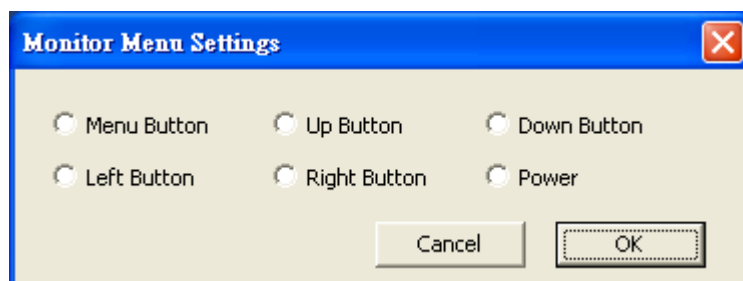 Monitor Menu Settings
Menu Button Up Button Down Button
Left Button Right Button Power
Cancel OK